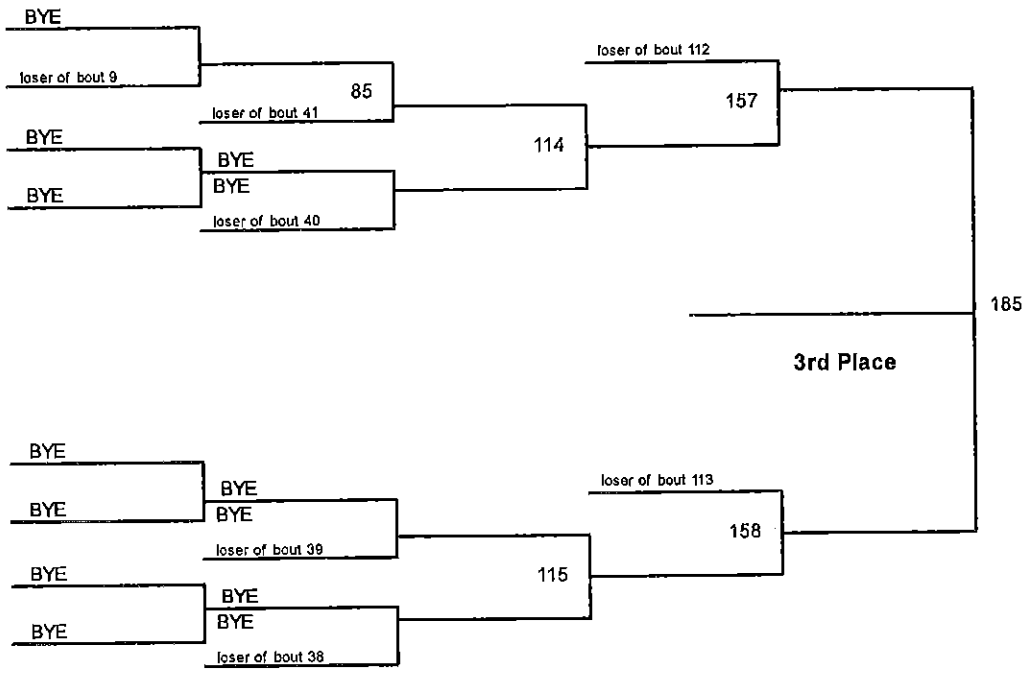 BYE
loser of bout 9
85
loser of bout 41
BYE
BYE
BYE
BYE
loser of bout 40
114
loser of bout 112
157
185
3rd Place
BYE
BYE
BYE
BYE
loser of bout 39
BYE
BYE
BYE
BYE
loser of bout 38
115
loser of bout 113
158